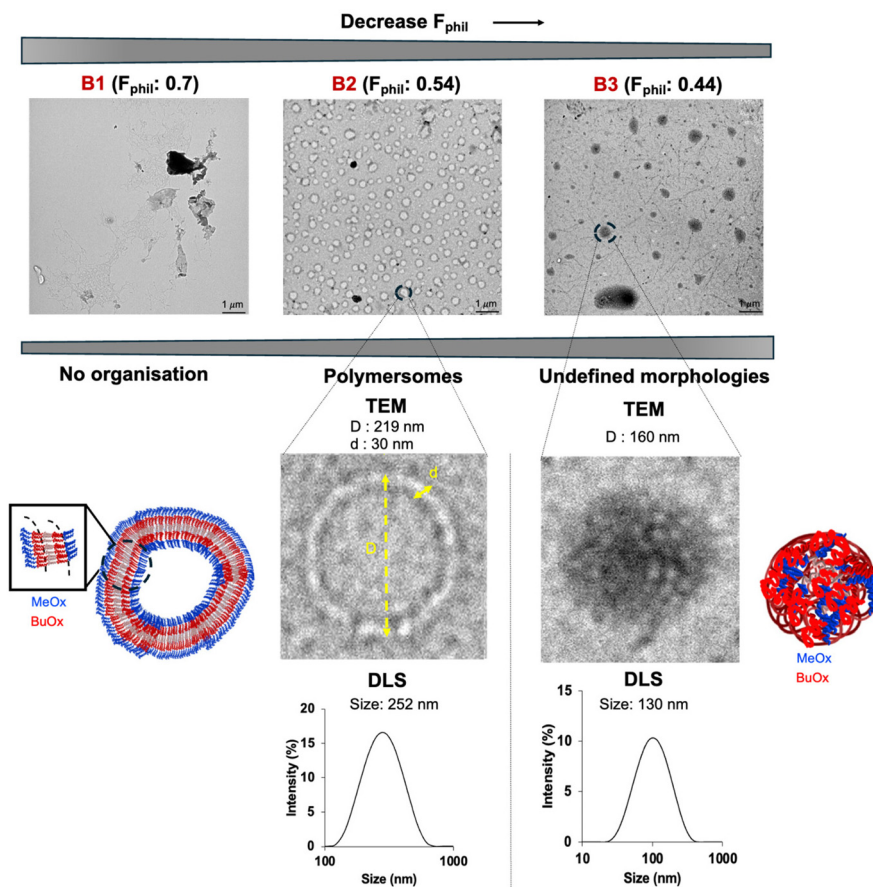 Decrease Fphil
B1 (Fphil: 0.7)
B2 (Fphil: 0.54)
B3 (Fphil: 0.44)
1 µm
1 µm
1 µm
No organisation
Polymersomes
Undefined morphologies
TEM
D : 219 nm
d : 30 nm
TEM
D : 160 nm
d
D
MeOx
BuOx
MeOx
BuOx
DLS
Size: 252 nm
Intensity (%)
20
15
10
5
0
100
1000
Size (nm)
DLS
Size: 130 nm
Intensity (%)
15
10
5
0
10
100
1000
Size (nm)